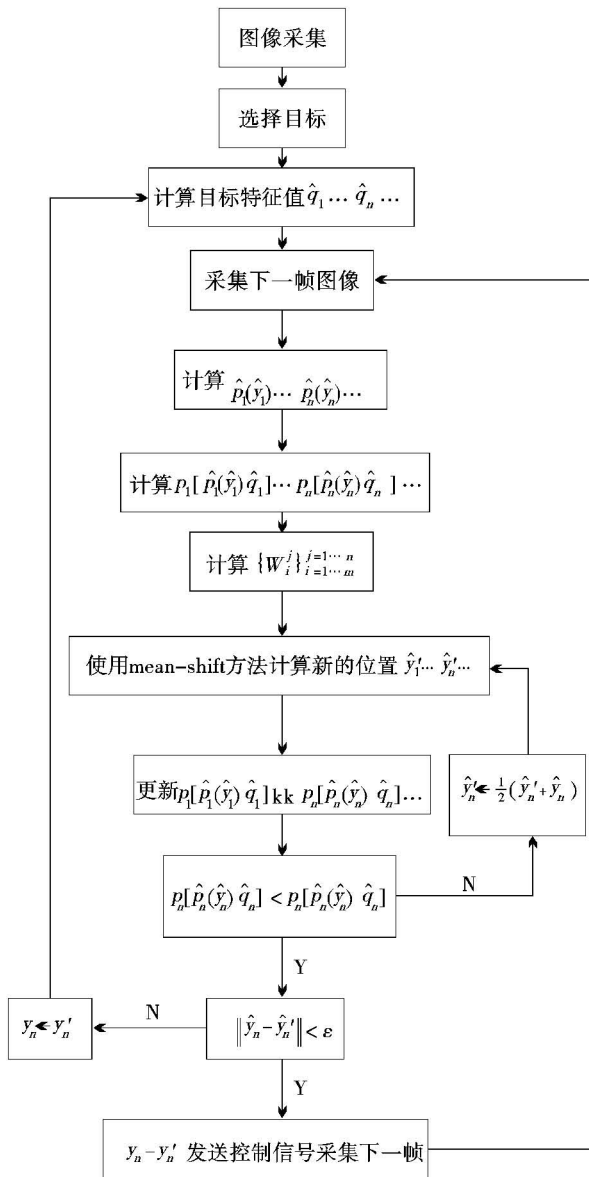 图像采集
选择目标
计算目标特征值 q̂₁ … q̂ₙ …
采集下一帧图像
计算 p̂₁(ŷ₁)… p̂ₙ(ŷₙ)…
计算 p₁[ p̂₁(ŷ₁) q̂₁]… pₙ[p̂ₙ(ŷₙ) q̂ₙ ] …
计算 {Wᵢʲ}ʲ⁼¹···ⁿ ᵢ₌₁···ₘ
使用mean-shift方法计算新的位置 ŷ₁′… ŷₙ′…
更新p₁[p̂₁(ŷ₁) q̂₁]kk pₙ[p̂ₙ(ŷₙ) q̂ₙ]…
ŷₙ′← ½(ŷₙ′+ŷₙ)
pₙ[p̂ₙ(ŷₙ) q̂ₙ] < pₙ[p̂ₙ(ŷₙ) q̂ₙ]
N
Y
yₙ←yₙ′
N
‖ŷₙ−ŷₙ′‖< ε
Y
yₙ−yₙ′ 发送控制信号采集下一帧